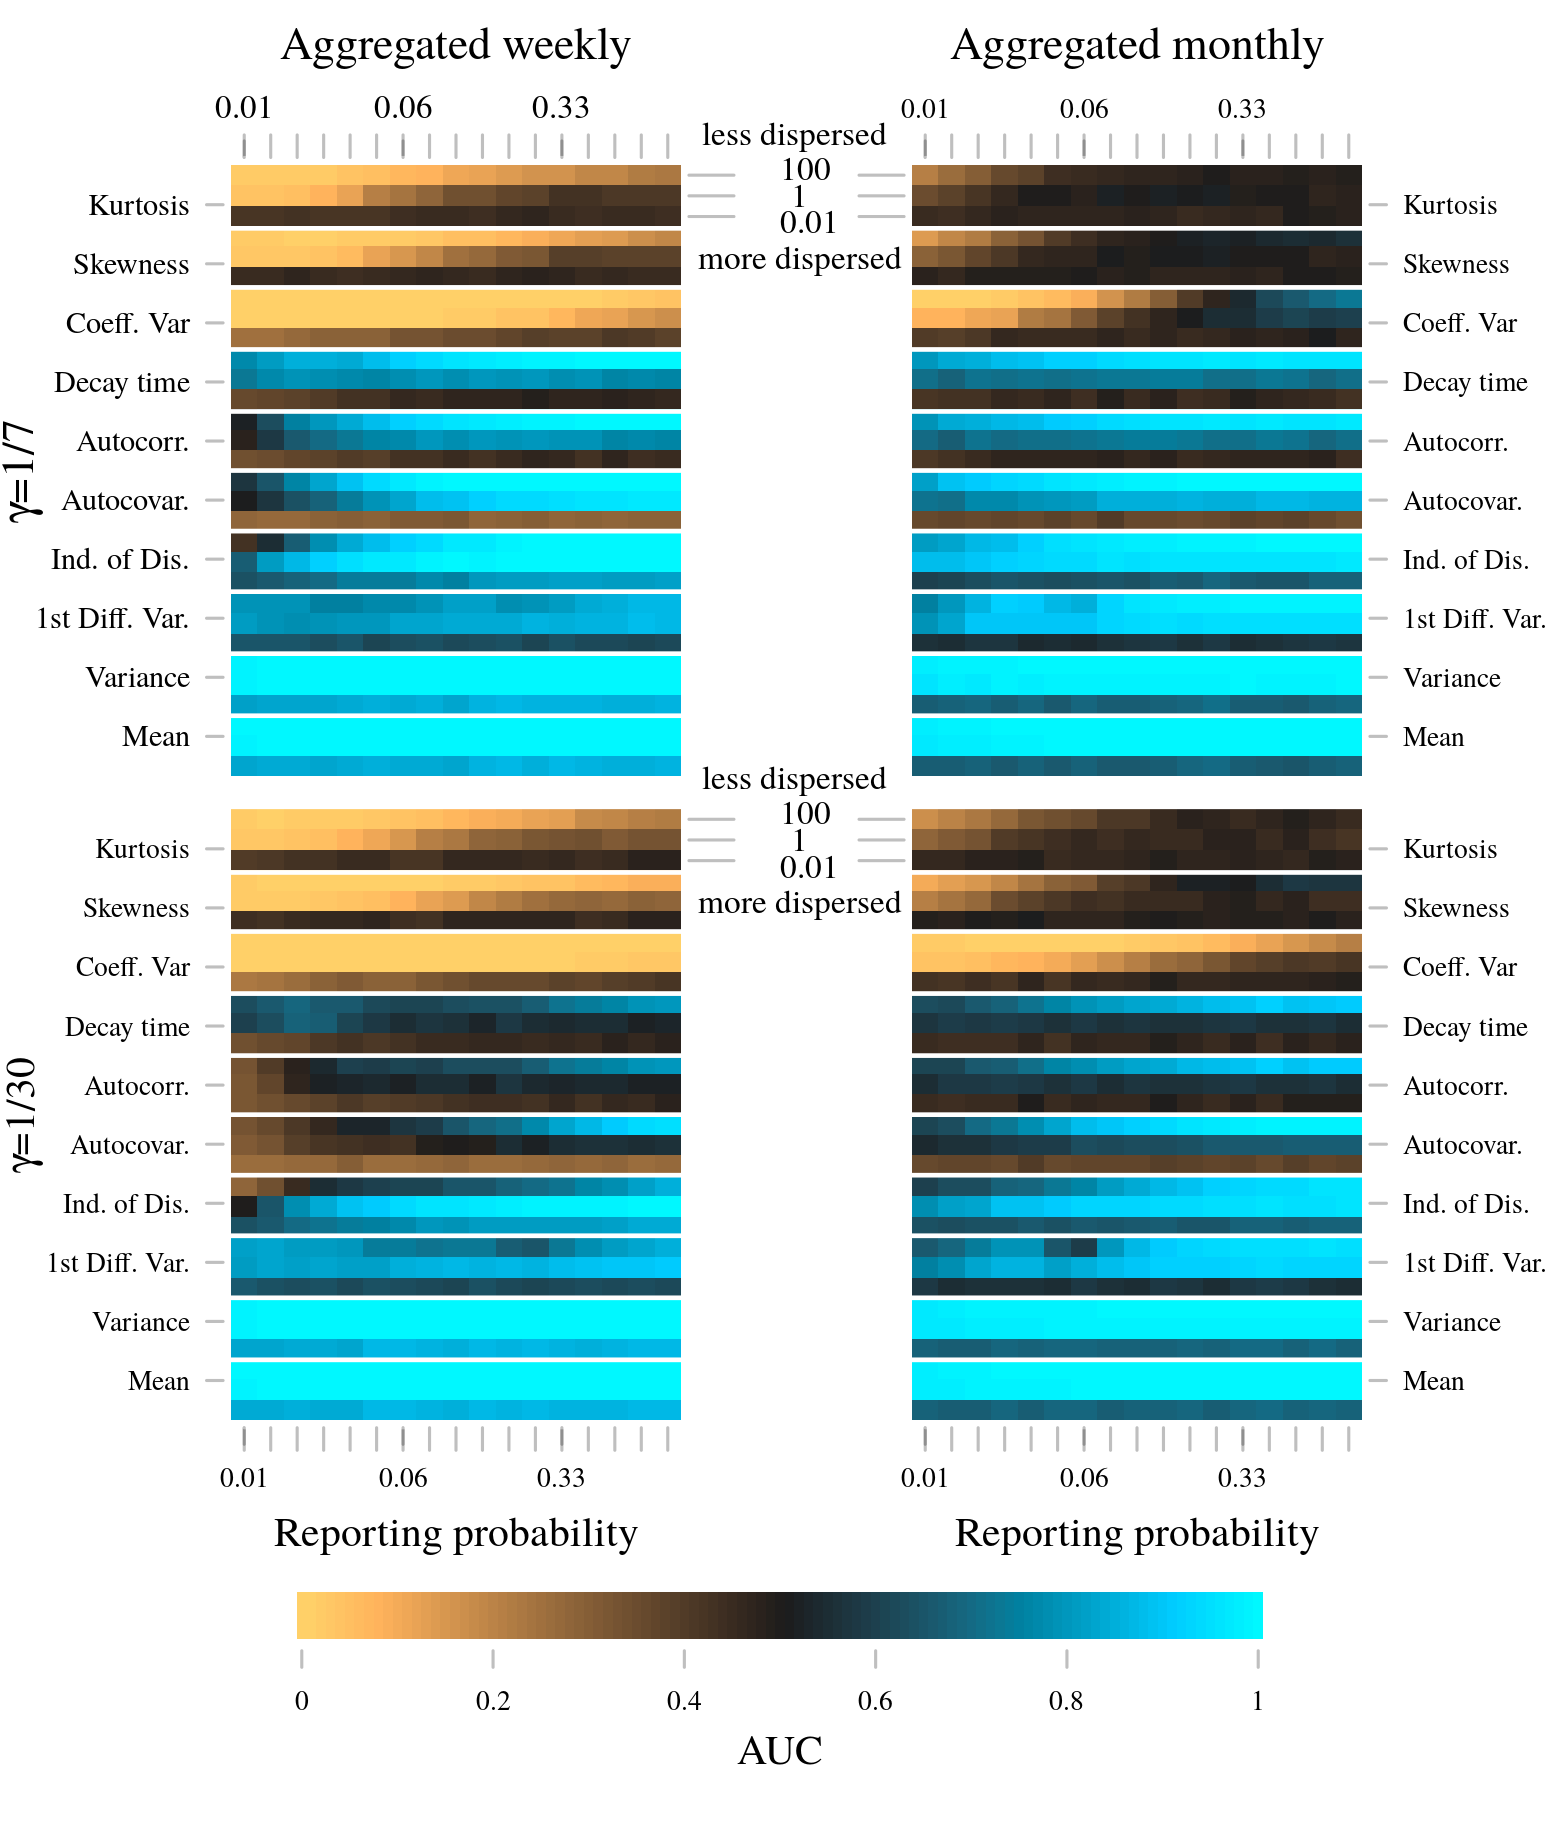 Aggregated weekly
Aggregated monthly
0.01 0.06 0.33
0.01 0.06 0.33
less dispersed
100
1
0.01
more dispersed
γ=1/7
Kurtosis
Skewness
Coeff. Var
Decay time
Autocorr.
Autocovar.
Ind. of Dis.
1st Diff. Var.
Variance
Mean
Kurtosis
Skewness
Coeff. Var
Decay time
Autocorr.
Autocovar.
Ind. of Dis.
1st Diff. Var.
Variance
Mean
less dispersed
100
1
0.01
more dispersed
γ=1/30
Kurtosis
Skewness
Coeff. Var
Decay time
Autocorr.
Autocovar.
Ind. of Dis.
1st Diff. Var.
Variance
Mean
Kurtosis
Skewness
Coeff. Var
Decay time
Autocorr.
Autocovar.
Ind. of Dis.
1st Diff. Var.
Variance
Mean
0.01 0.06 0.33
0.01 0.06 0.33
Reporting probability
Reporting probability
0 0.2 0.4 0.6 0.8 1
AUC